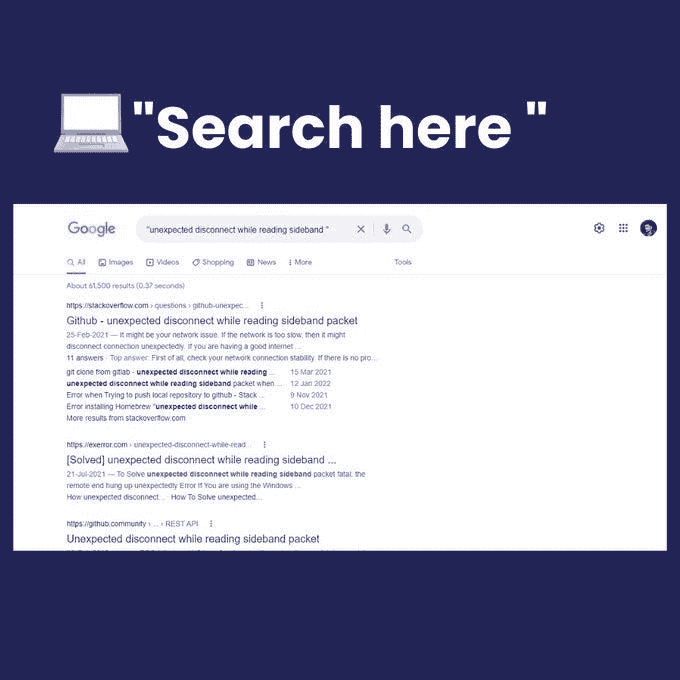 "Search here "
Google
"unexpected disconnect while reading sideband "
All Images Videos Shopping News More Tools
About 61,500 results (0.37 seconds)
https://stackoverflow.com › questions › github-unexpec...
Github - unexpected disconnect while reading sideband packet
25-Feb-2021 — It might be your network issue. If the network is too slow, then it might
disconnect connection unexpectedly. If you are having a good internet ...
11 answers · Top answer: First of all, check your network connection stability. If there is no pro...
git clone from gitlab - unexpected disconnect while reading ... 15 Mar 2021
unexpected disconnect while reading sideband packet when ... 12 Jan 2022
Error when Trying to push local repository to github - Stack ... 9 Nov 2021
Error installing Homebrew "unexpected disconnect while ... 10 Dec 2021
More results from stackoverflow.com
https://exerror.com › unexpected-disconnect-while-read...
[Solved] unexpected disconnect while reading sideband ...
21-Jul-2021 — To Solve unexpected disconnect while reading sideband packet fatal: the
remote end hung up unexpectedly Error If You are using the Windows ...
How unexpected disconnect... · How To Solve unexpected...
https://github.community › ... › REST API
Unexpected disconnect while reading sideband packet